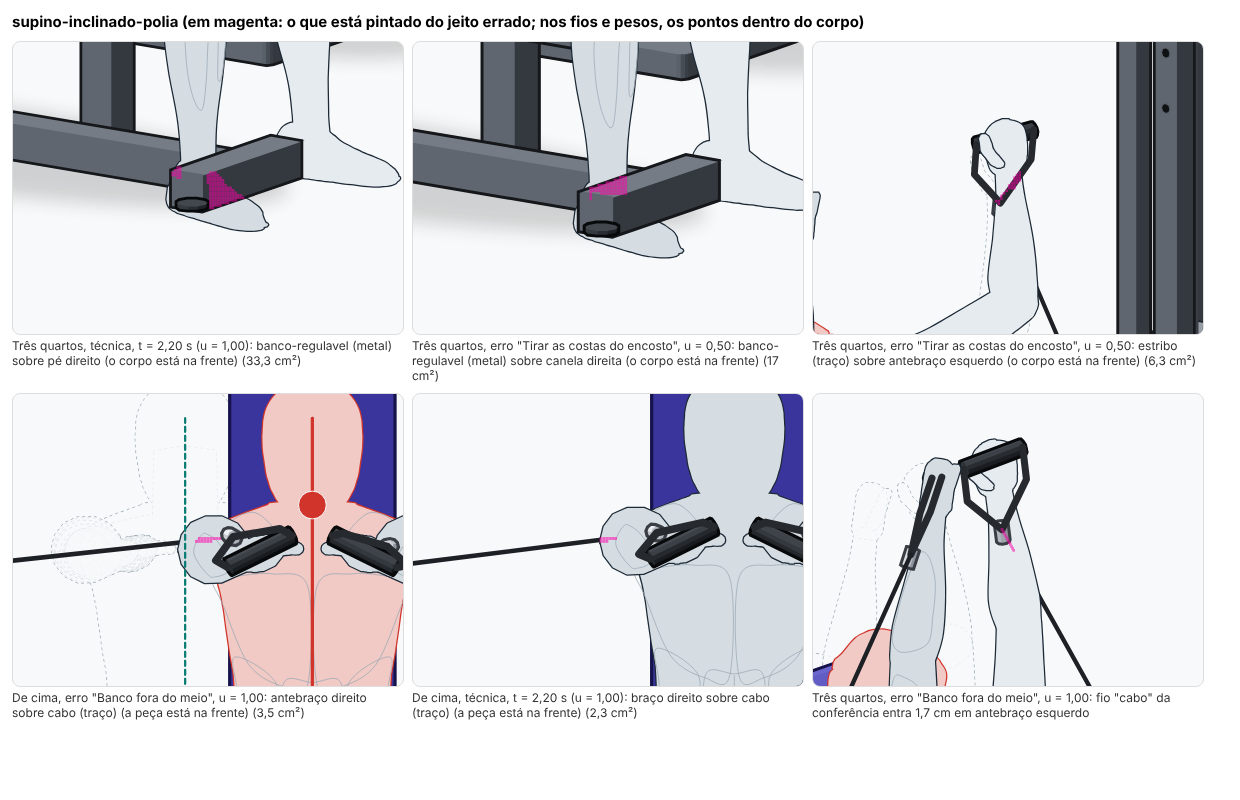 supino-inclinado-polia (em magenta: o que está pintado do jeito errado; nos fios e pesos, os pontos dentro do corpo)
Três quartos, técnica, t = 2,20 s (u = 1,00): banco-regulavel (metal)
sobre pé direito (o corpo está na frente) (33,3 cm²)
Três quartos, erro "Tirar as costas do encosto", u = 0,50: banco-
regulavel (metal) sobre canela direita (o corpo está na frente) (17
cm²)
Três quartos, erro "Tirar as costas do encosto", u = 0,50: estribo
(traço) sobre antebraço esquerdo (o corpo está na frente) (6,3 cm²)
De cima, erro "Banco fora do meio", u = 1,00: antebraço direito
sobre cabo (traço) (a peça está na frente) (3,5 cm²)
De cima, técnica, t = 2,20 s (u = 1,00): braço direito sobre cabo
(traço) (a peça está na frente) (2,3 cm²)
Três quartos, erro "Banco fora do meio", u = 1,00: fio "cabo" da
conferência entra 1,7 cm em antebraço esquerdo